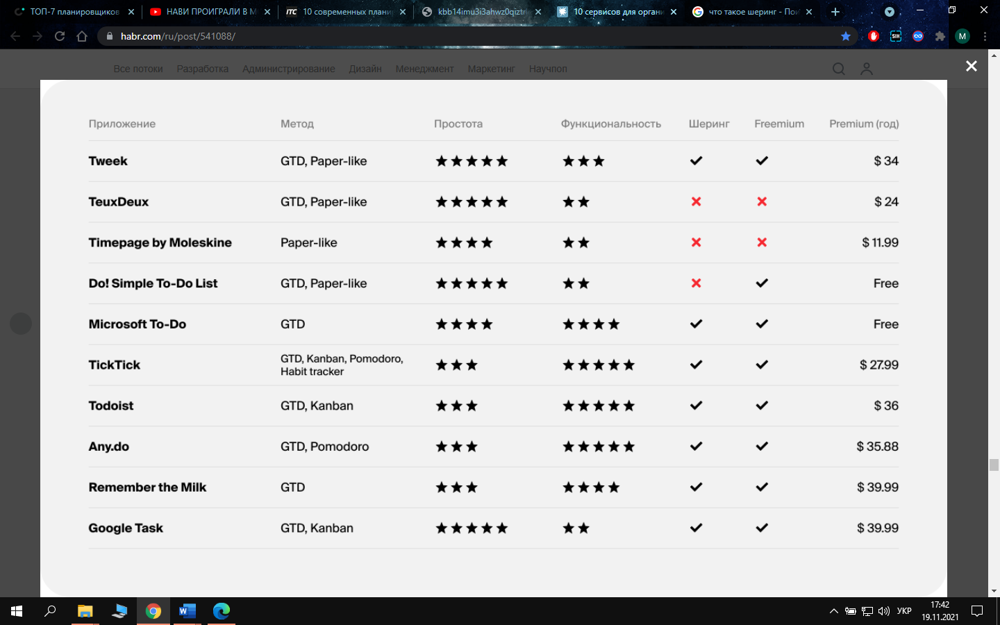 ТОП-7 планировщиков
НАВИ ПРОИГРАЛИ В М
ITC 10 современных плани
kbb14imu3i3ahwz0qiztr
10 сервисов для органи
что такое шеринг - Пои
habr.com/ru/post/541088/
SIH
M
Все потоки Разработка Администрирование Дизайн Менеджмент Маркетинг Научпоп
Приложение Метод Простота Функциональность Шеринг Freemium Premium (год)
Tweek GTD, Paper-like $ 34
TeuxDeux GTD, Paper-like $ 24
Timepage by Moleskine Paper-like $ 11.99
Do! Simple To-Do List GTD, Paper-like Free
Microsoft To-Do GTD Free
TickTick GTD, Kanban, Pomodoro,
Habit tracker $ 27.99
Todoist GTD, Kanban $ 36
Any.do GTD, Pomodoro $ 35.88
Remember the Milk GTD $ 39.99
Google Task GTD, Kanban $ 39.99
УКР
17:42
19.11.2021